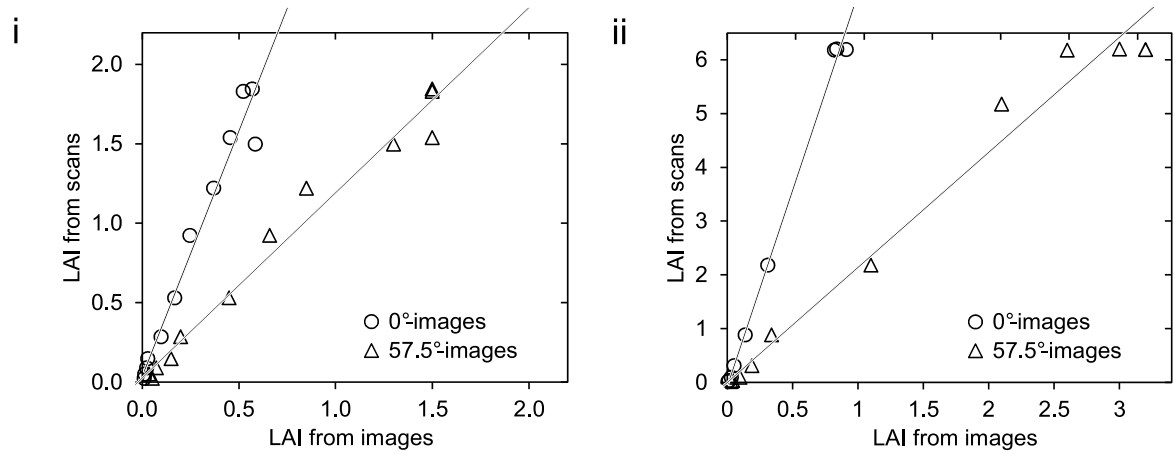 i
2.0
1.5
1.0
0.5
0.0
LAI from scans
0°-images
57.5°-images
0.0 0.5 1.0 1.5 2.0
LAI from images
ii
6
5
4
3
2
1
0
LAI from scans
0°-images
57.5°-images
0 0.5 1 1.5 2 2.5 3
LAI from images